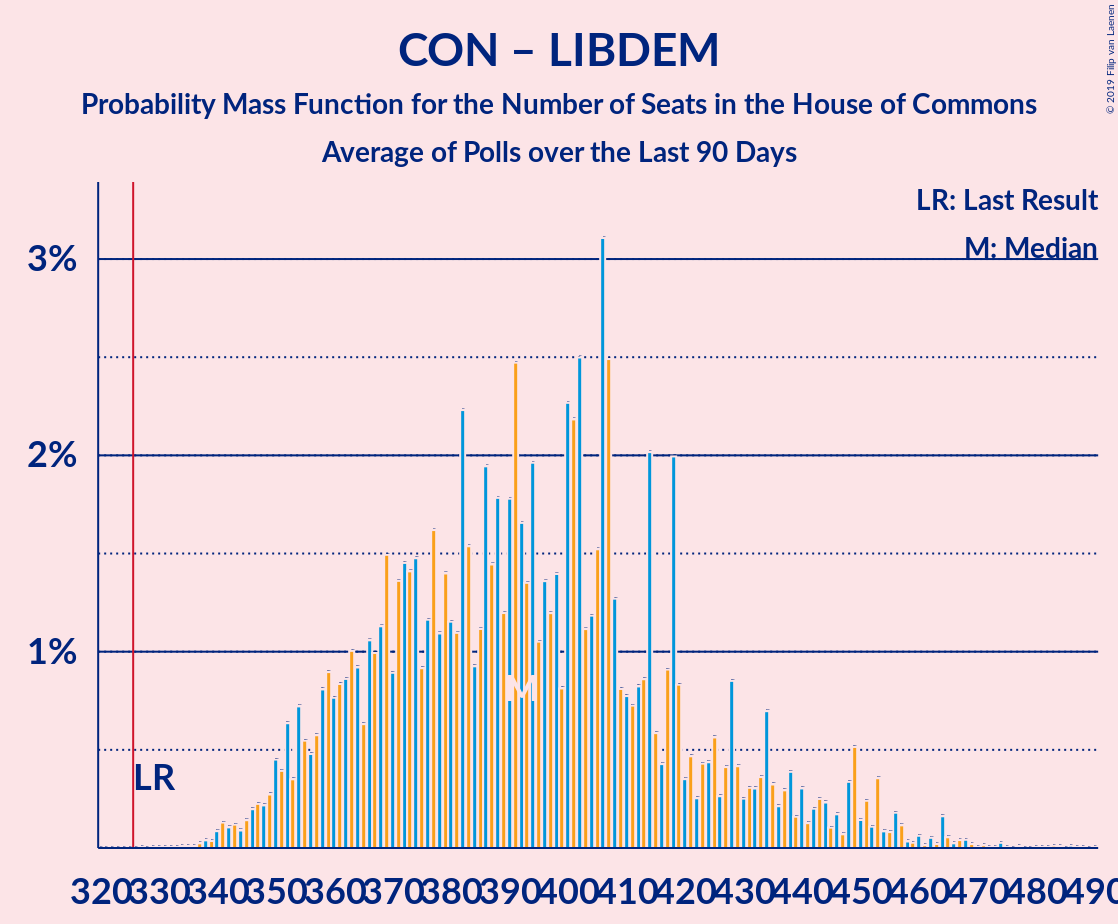 CON – LIBDEM
Probability Mass Function for the Number of Seats in the House of Commons
Average of Polls over the Last 90 Days
© 2019 Filip van Laenen
LR: Last Result
M: Median
3%
2%
1%
LR
M
320 330 340 350 360 370 380 390 400 410 420 430 440 450 460 470 480 490